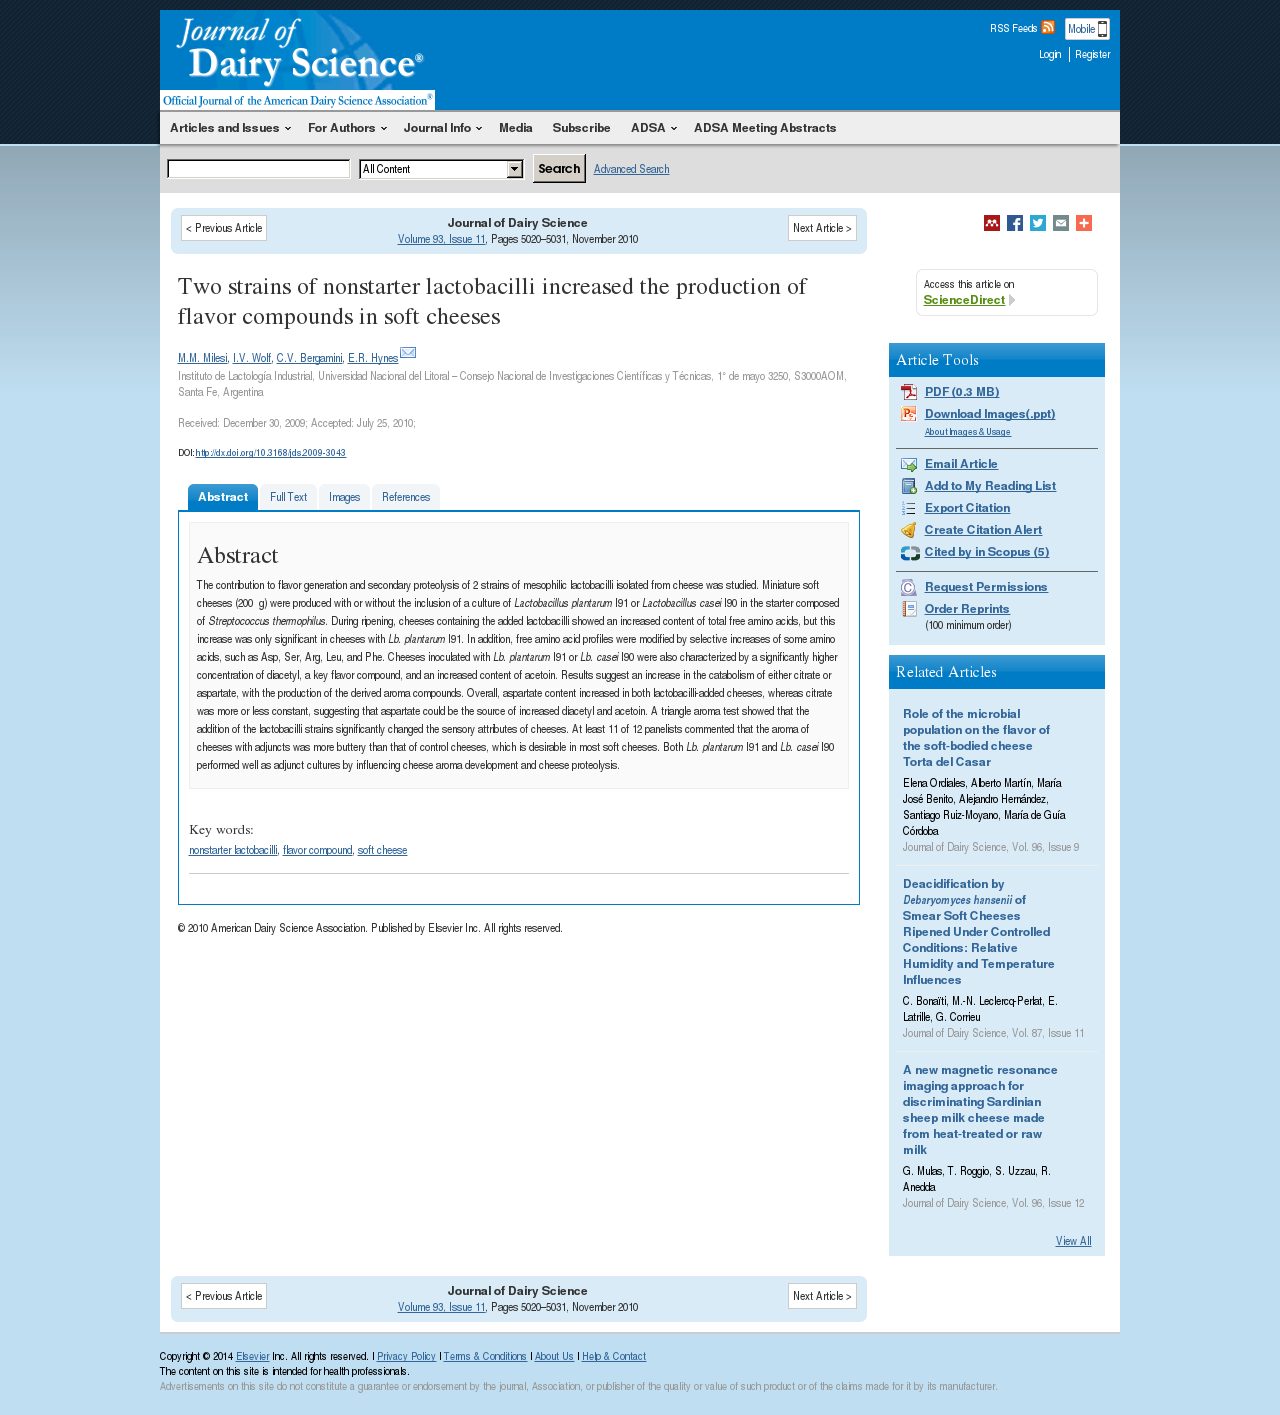 Journal of
Dairy Science®
Official Journal of the American Dairy Science Association®
RSS Feeds
Mobile
Login
Register
Articles and Issues
For Authors
Journal Info
Media
Subscribe
ADSA
ADSA Meeting Abstracts
All Content
Search
Advanced Search
< Previous Article
Journal of Dairy Science
Volume 93, Issue 11, Pages 5020–5031, November 2010
Next Article >
Two strains of nonstarter lactobacilli increased the production of
flavor compounds in soft cheeses
M.M. Milesi, I.V. Wolf, C.V. Bergamini, E.R. Hynes
Instituto de Lactología Industrial, Universidad Nacional del Litoral – Consejo Nacional de Investigaciones Científicas y Técnicas, 1° de mayo 3250, S3000AOM,
Santa Fe, Argentina
Received: December 30, 2009; Accepted: July 25, 2010;
DOI: http://dx.doi.org/10.3168/jds.2009-3043
Abstract
Full Text
Images
References
Abstract
The contribution to flavor generation and secondary proteolysis of 2 strains of mesophilic lactobacilli isolated from cheese was studied. Miniature soft
cheeses (200 g) were produced with or without the inclusion of a culture of Lactobacillus plantarum I91 or Lactobacillus casei I90 in the starter composed
of Streptococcus thermophilus. During ripening, cheeses containing the added lactobacilli showed an increased content of total free amino acids, but this
increase was only significant in cheeses with Lb. plantarum I91. In addition, free amino acid profiles were modified by selective increases of some amino
acids, such as Asp, Ser, Arg, Leu, and Phe. Cheeses inoculated with Lb. plantarum I91 or Lb. casei I90 were also characterized by a significantly higher
concentration of diacetyl, a key flavor compound, and an increased content of acetoin. Results suggest an increase in the catabolism of either citrate or
aspartate, with the production of the derived aroma compounds. Overall, aspartate content increased in both lactobacilli-added cheeses, whereas citrate
was more or less constant, suggesting that aspartate could be the source of increased diacetyl and acetoin. A triangle aroma test showed that the
addition of the lactobacilli strains significantly changed the sensory attributes of cheeses. At least 11 of 12 panelists commented that the aroma of
cheeses with adjuncts was more buttery than that of control cheeses, which is desirable in most soft cheeses. Both Lb. plantarum I91 and Lb. casei I90
performed well as adjunct cultures by influencing cheese aroma development and cheese proteolysis.
Key words:
nonstarter lactobacilli, flavor compound, soft cheese
© 2010 American Dairy Science Association. Published by Elsevier Inc. All rights reserved.
Access this article on
ScienceDirect
Article Tools
PDF (0.3 MB)
Download Images(.ppt)
About Images & Usage
Email Article
Add to My Reading List
Export Citation
Create Citation Alert
Cited by in Scopus (5)
Request Permissions
Order Reprints
(100 minimum order)
Related Articles
Role of the microbial
population on the flavor of
the soft-bodied cheese
Torta del Casar
Elena Ordiales, Alberto Martín, María
José Benito, Alejandro Hernández,
Santiago Ruiz-Moyano, María de Guía
Córdoba
Journal of Dairy Science, Vol. 96, Issue 9
Deacidification by
Debaryomyces hansenii of
Smear Soft Cheeses
Ripened Under Controlled
Conditions: Relative
Humidity and Temperature
Influences
C. Bonaïti, M.-N. Leclercq-Perlat, E.
Latrille, G. Corrieu
Journal of Dairy Science, Vol. 87, Issue 11
A new magnetic resonance
imaging approach for
discriminating Sardinian
sheep milk cheese made
from heat-treated or raw
milk
G. Mulas, T. Roggio, S. Uzzau, R.
Anedda
Journal of Dairy Science, Vol. 96, Issue 12
View All
< Previous Article
Journal of Dairy Science
Volume 93, Issue 11, Pages 5020–5031, November 2010
Next Article >
Copyright © 2014 Elsevier Inc. All rights reserved. | Privacy Policy | Terms & Conditions | About Us | Help & Contact
The content on this site is intended for health professionals.
Advertisements on this site do not constitute a guarantee or endorsement by the journal, Association, or publisher of the quality or value of such product or of the claims made for it by its manufacturer.